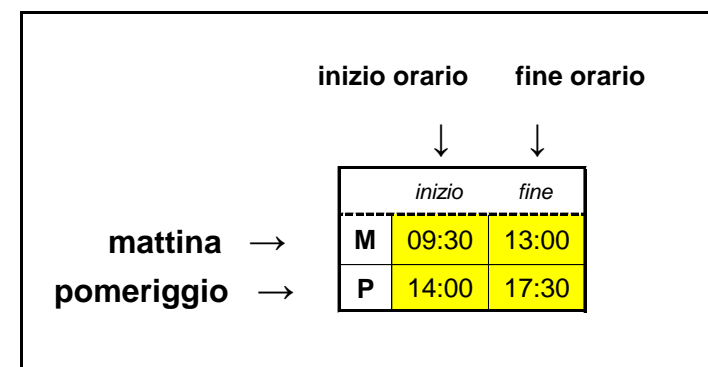 inizio orario fine orario
↓ ↓
inizio fine
mattina → M 09:30 13:00
pomeriggio → P 14:00 17:30